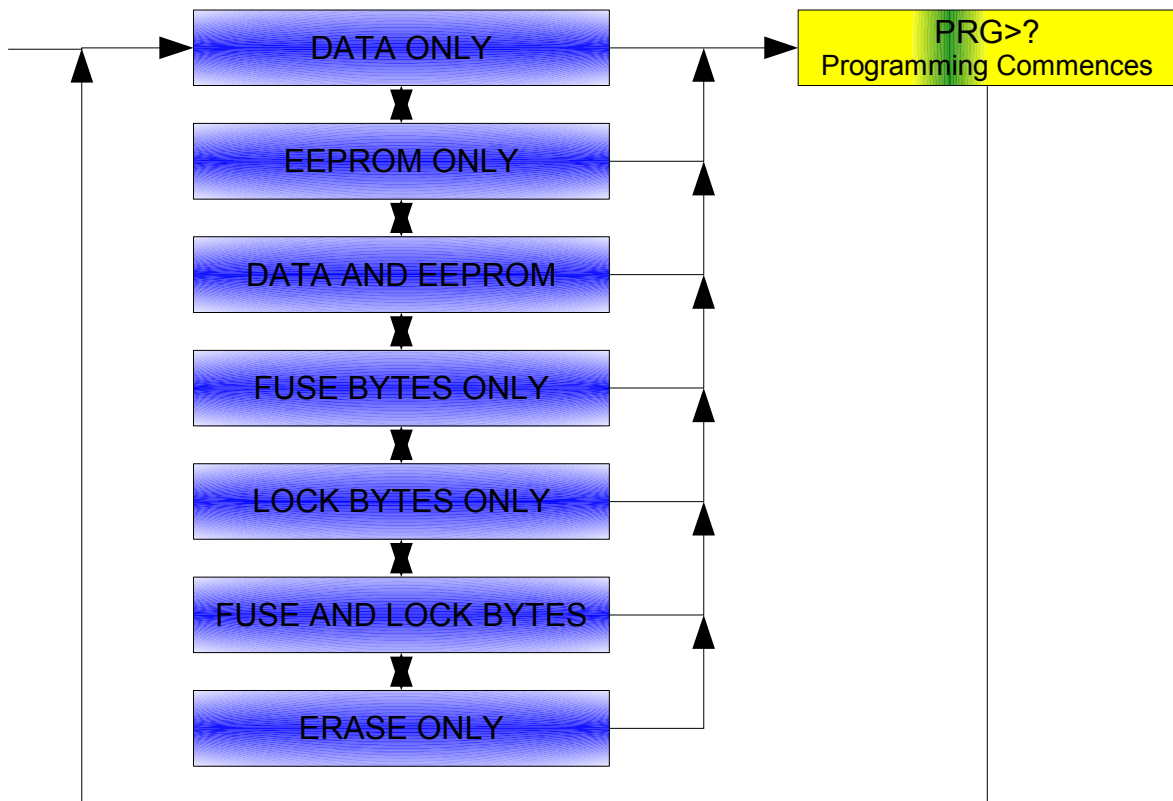 DATA ONLY
PRG>?
Programming Commences
EEPROM ONLY
DATA AND EEPROM
FUSE BYTES ONLY
LOCK BYTES ONLY
FUSE AND LOCK BYTES
ERASE ONLY